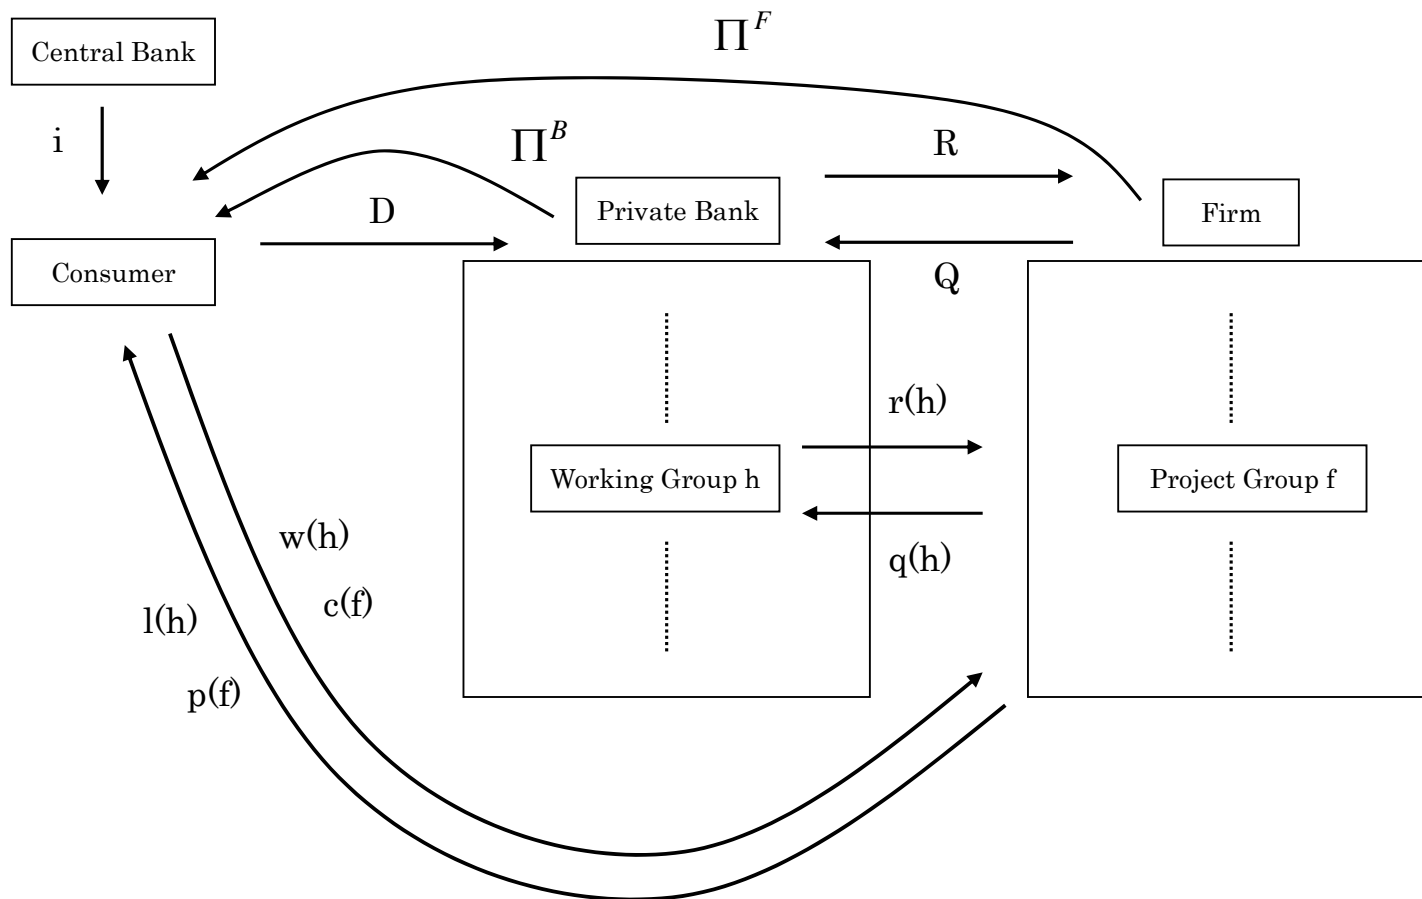 Π^F
Central Bank
i
Π^B
R
Private Bank
Firm
D
Consumer
Q
r(h)
Working Group h
Project Group f
w(h)
q(h)
c(f)
l(h)
p(f)